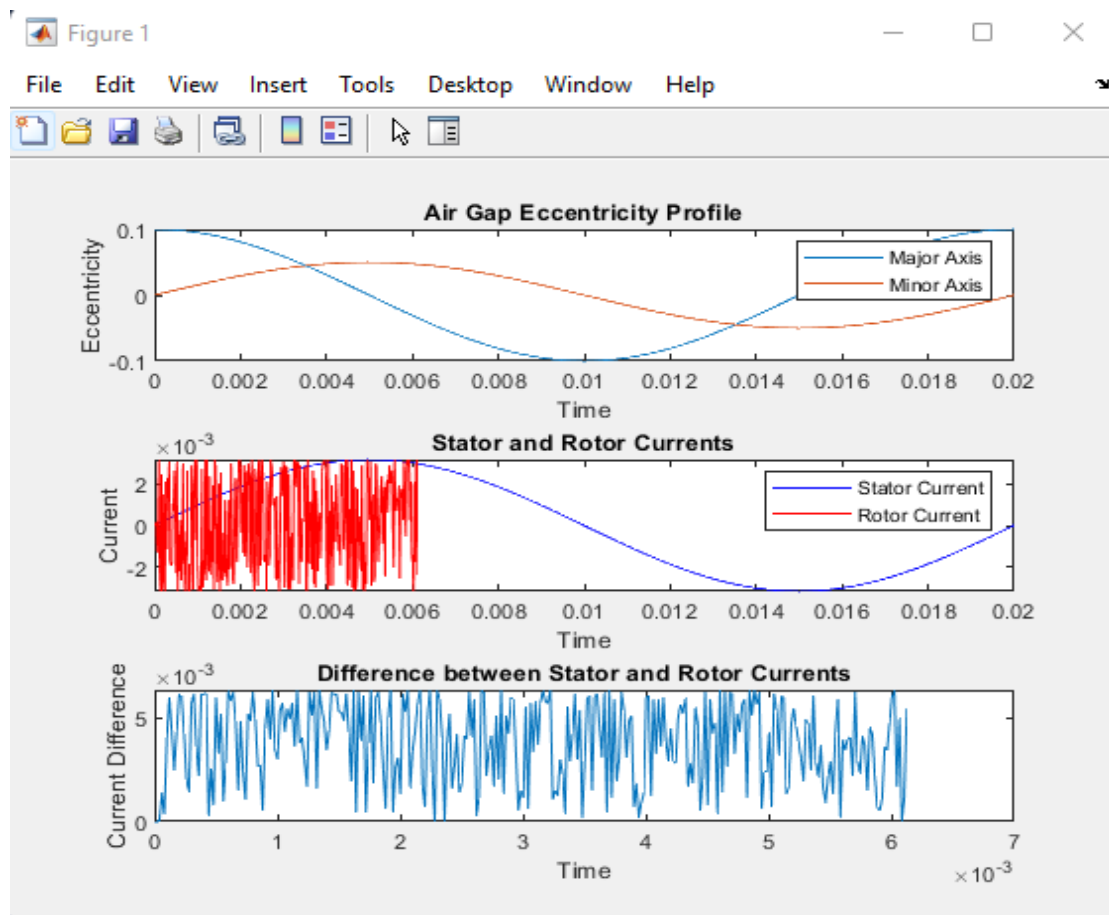 Figure 1
File Edit View Insert Tools Desktop Window Help
Air Gap Eccentricity Profile
Eccentricity
0.1
0
-0.1
Major Axis
Minor Axis
0 0.002 0.004 0.006 0.008 0.01 0.012 0.014 0.016 0.018 0.02
Time
×10⁻³
Stator and Rotor Currents
Current
2
0
-2
Stator Current
Rotor Current
0 0.002 0.004 0.006 0.008 0.01 0.012 0.014 0.016 0.018 0.02
Time
×10⁻³
Difference between Stator and Rotor Currents
Current Difference
5
0
0 1 2 3 4 5 6 7
Time
×10⁻³